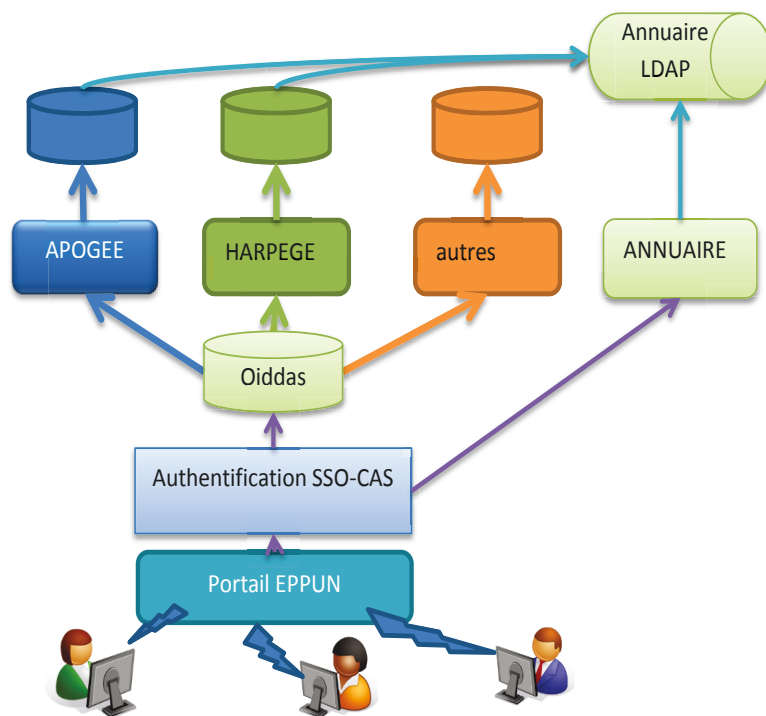 Annuaire
LDAP
APOGEE
HARPEGE
autres
ANNUAIRE
Oiddas
Authentification SSO-CAS
Portail EPPUN